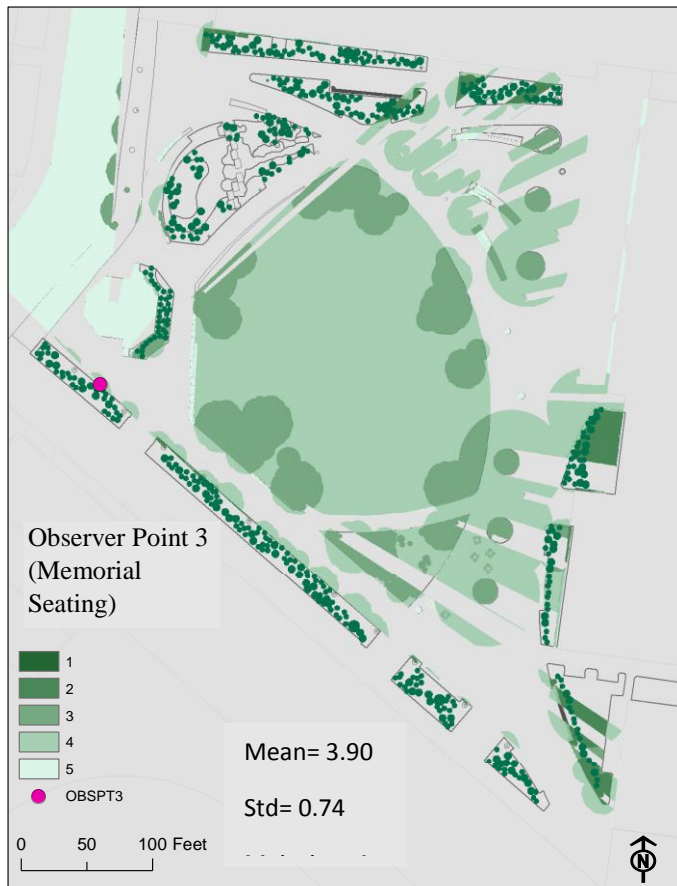 Observer Point 3
(Memorial
Seating)
1
2
3
4
5
OBSPT3
0 50 100 Feet
Mean= 3.90
Std= 0.74
N